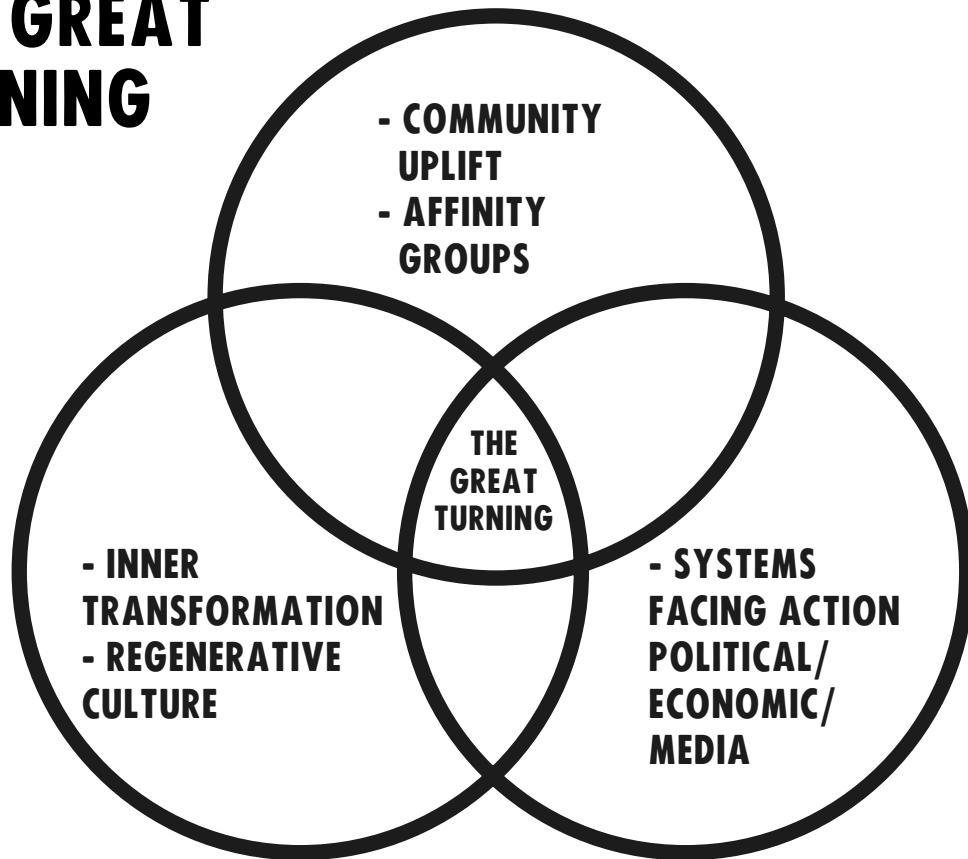 GREAT
NING
- COMMUNITY
UPLIFT
- AFFINITY
GROUPS
THE
GREAT
TURNING
- INNER
TRANSFORMATION
- REGENERATIVE
CULTURE
- SYSTEMS
FACING ACTION
POLITICAL/
ECONOMIC/
MEDIA